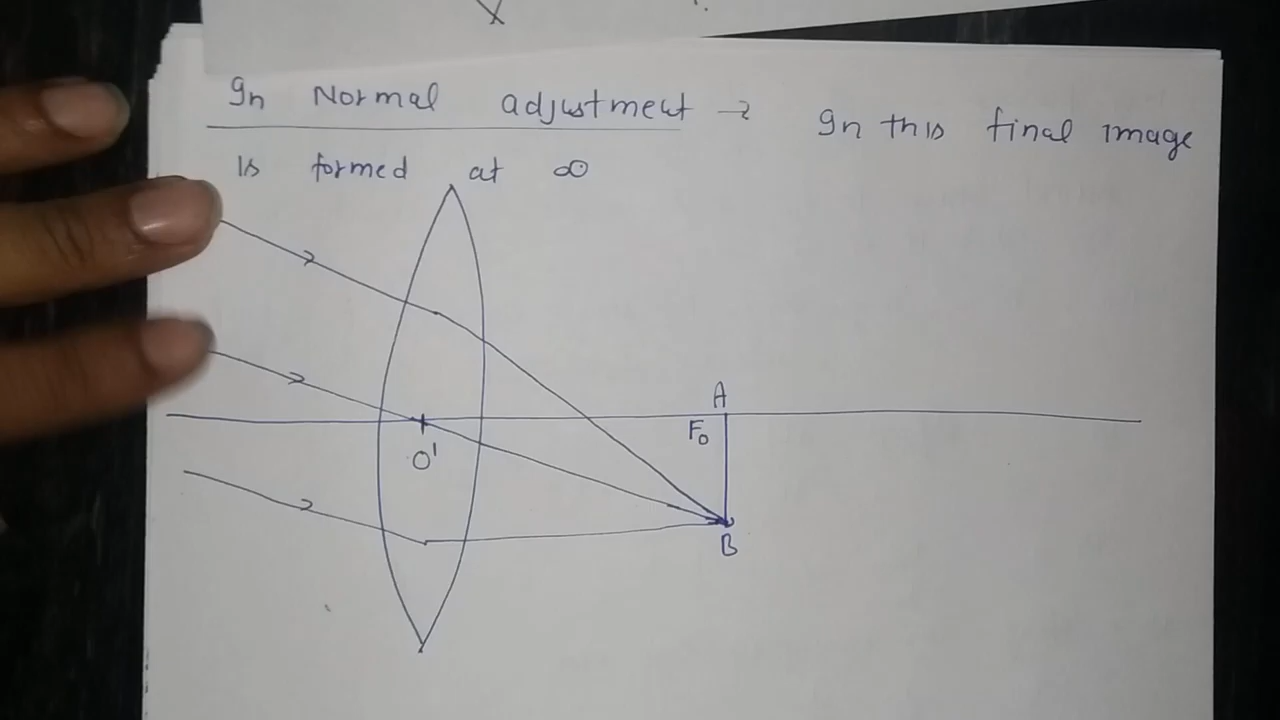 In Normal adjustment → In this final image
is formed at ∞
A
F₀
O'
B